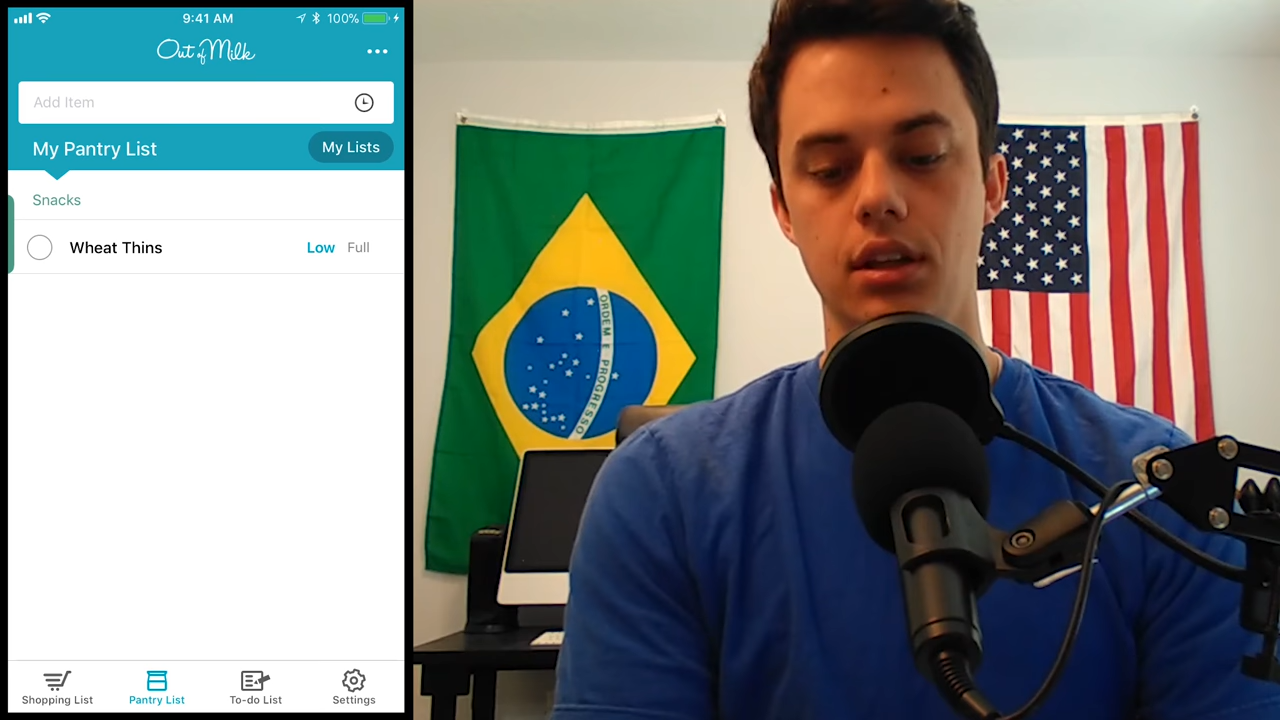 9:41 AM
100%
Out of Milk
Add Item
My Pantry List
My Lists
Snacks
Wheat Thins
Low Full
Shopping List
Pantry List
To-do List
Settings
ORDEM E PROGRESSO